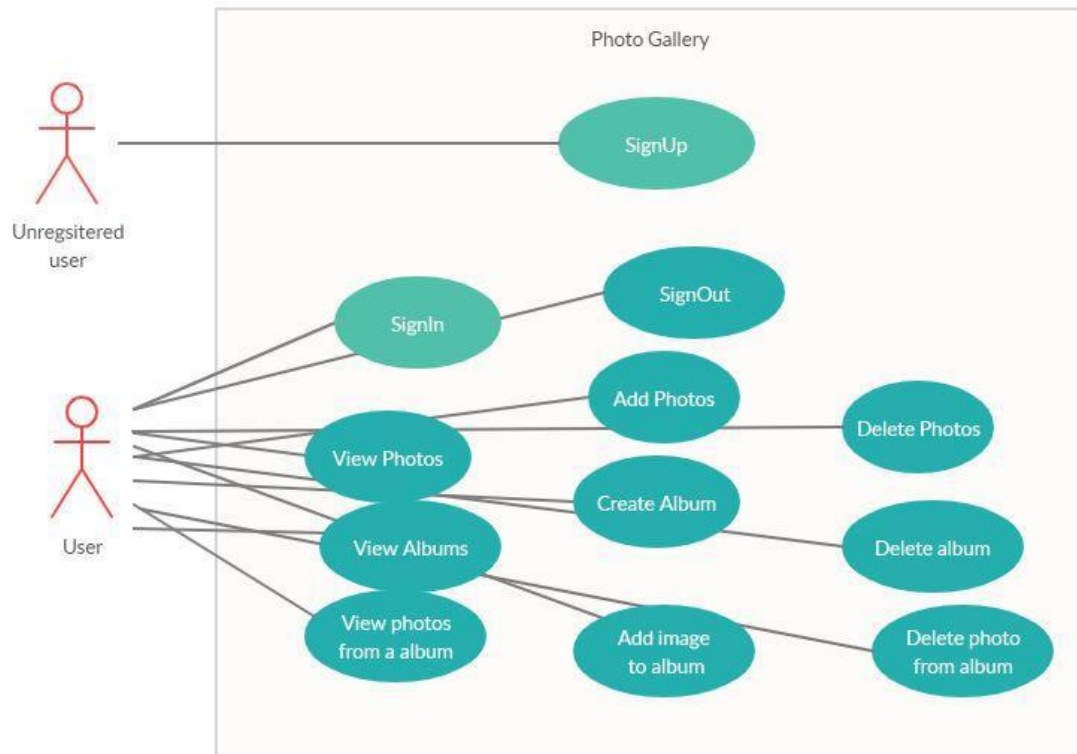 Photo Gallery
SignUp
Unregsitered
user
SignOut
SignIn
Add Photos
Delete Photos
View Photos
Create Album
User
View Albums
Delete album
View photos
from a album
Add image
to album
Delete photo
from album